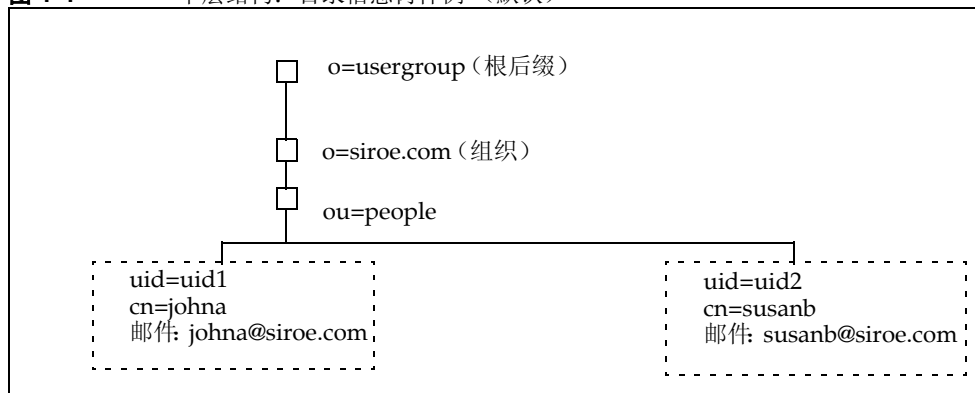 o=usergroup（根后缀）
o=siroe.com（组织）
ou=people
uid=uid1
cn=johna
邮件: johna@siroe.com
uid=uid2
cn=susanb
邮件: susanb@siroe.com